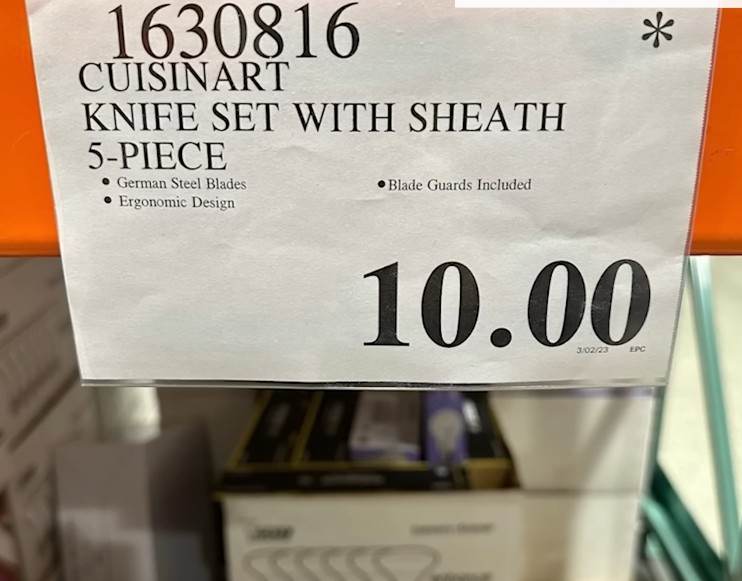 1630816 *
CUISINART
KNIFE SET WITH SHEATH
5-PIECE
• German Steel Blades • Blade Guards Included
• Ergonomic Design
10.00
3/02/23 EPC